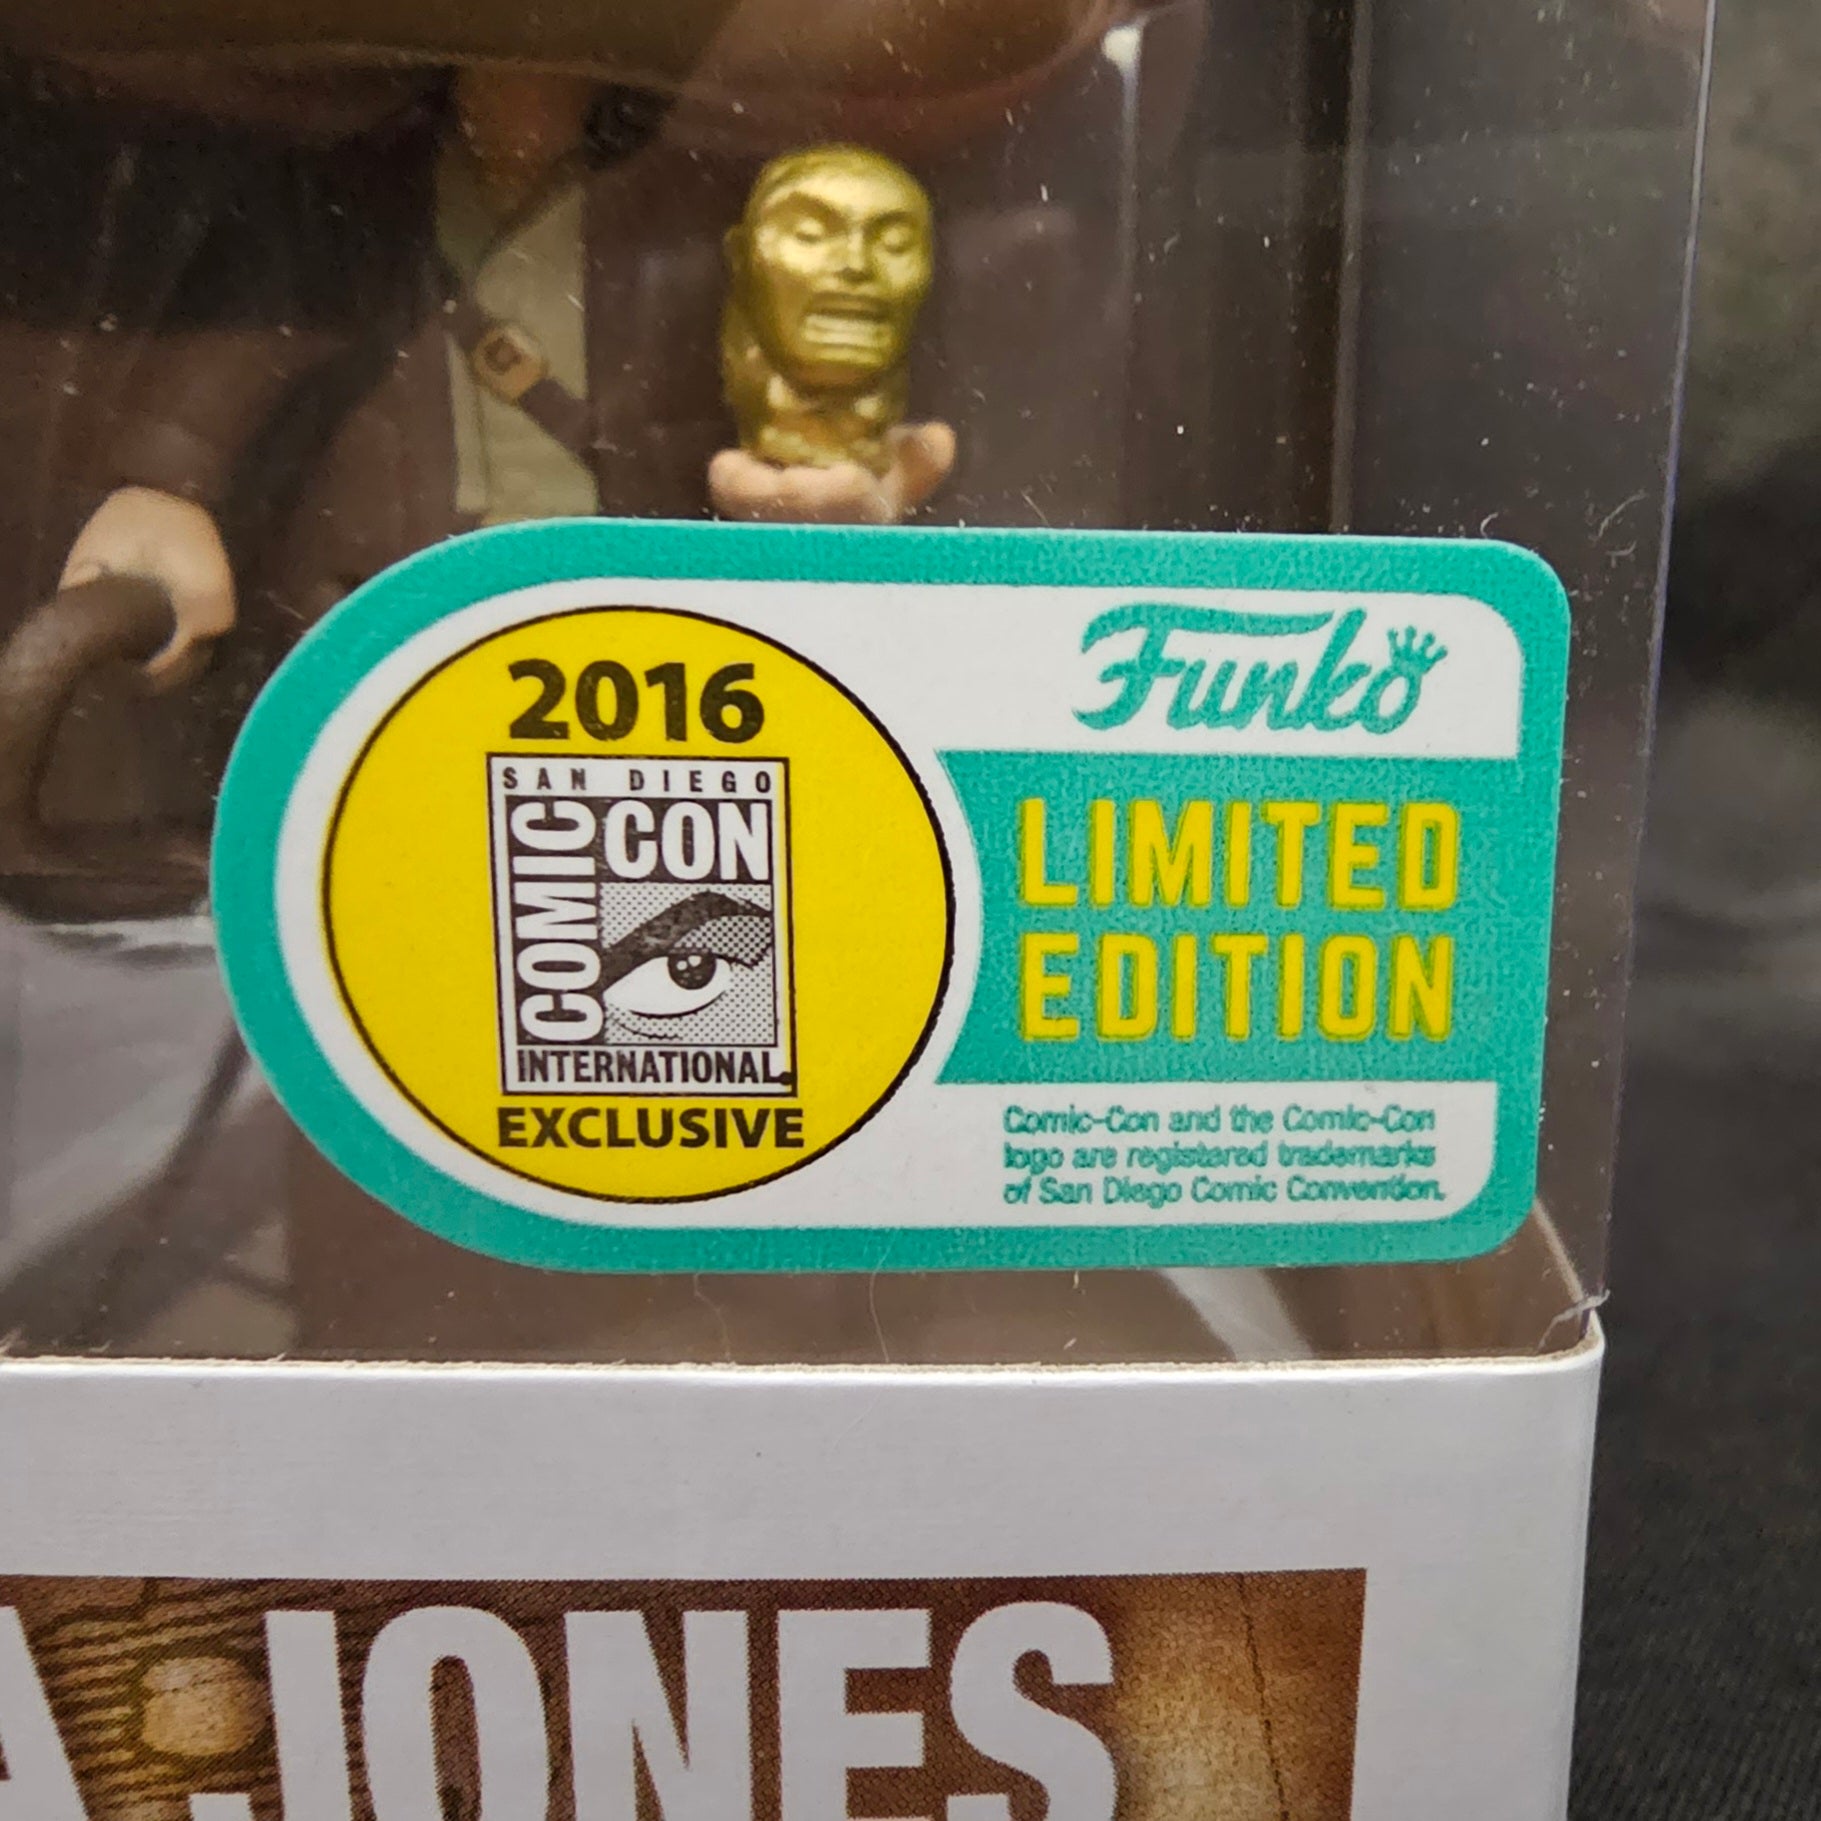 2016
SAN DIEGO
COMIC CON
INTERNATIONAL
EXCLUSIVE
Funko
LIMITED
EDITION
Comic-Con and the Comic-Con
logo are registered trademarks
of San Diego Comic Convention.
A JONES